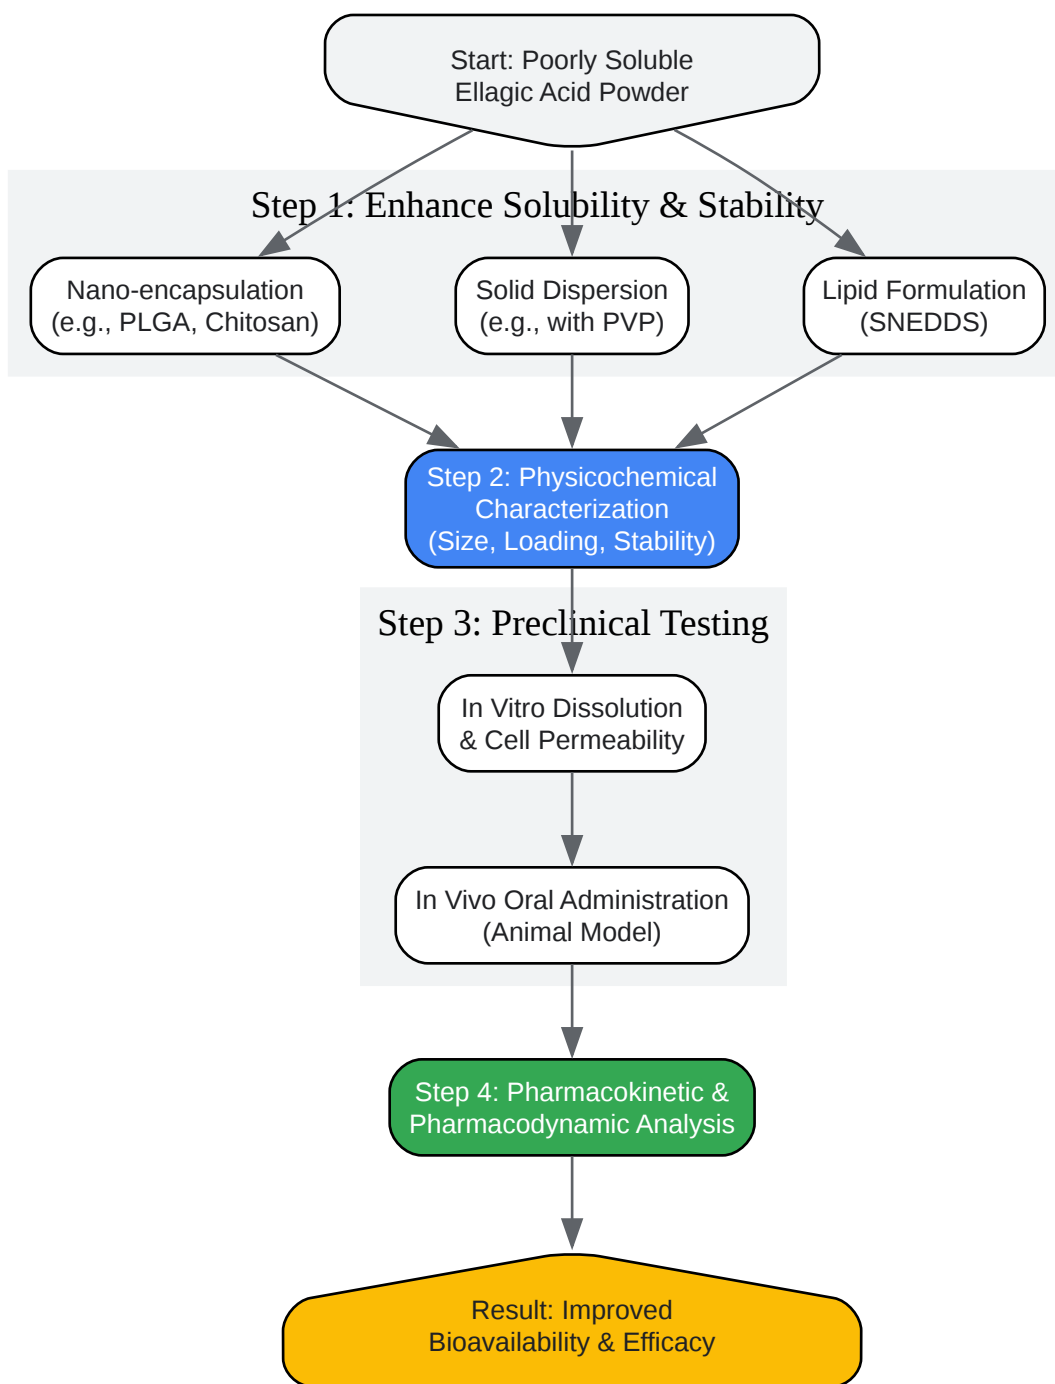 Start: Poorly Soluble
Ellagic Acid Powder
Step 1: Enhance Solubility & Stability
Nano-encapsulation
(e.g., PLGA, Chitosan)
Solid Dispersion
(e.g., with PVP)
Lipid Formulation
(SNEDDS)
Step 2: Physicochemical
Characterization
(Size, Loading, Stability)
Step 3: Preclinical Testing
In Vitro Dissolution
& Cell Permeability
In Vivo Oral Administration
(Animal Model)
Step 4: Pharmacokinetic &
Pharmacodynamic Analysis
Result: Improved
Bioavailability & Efficacy